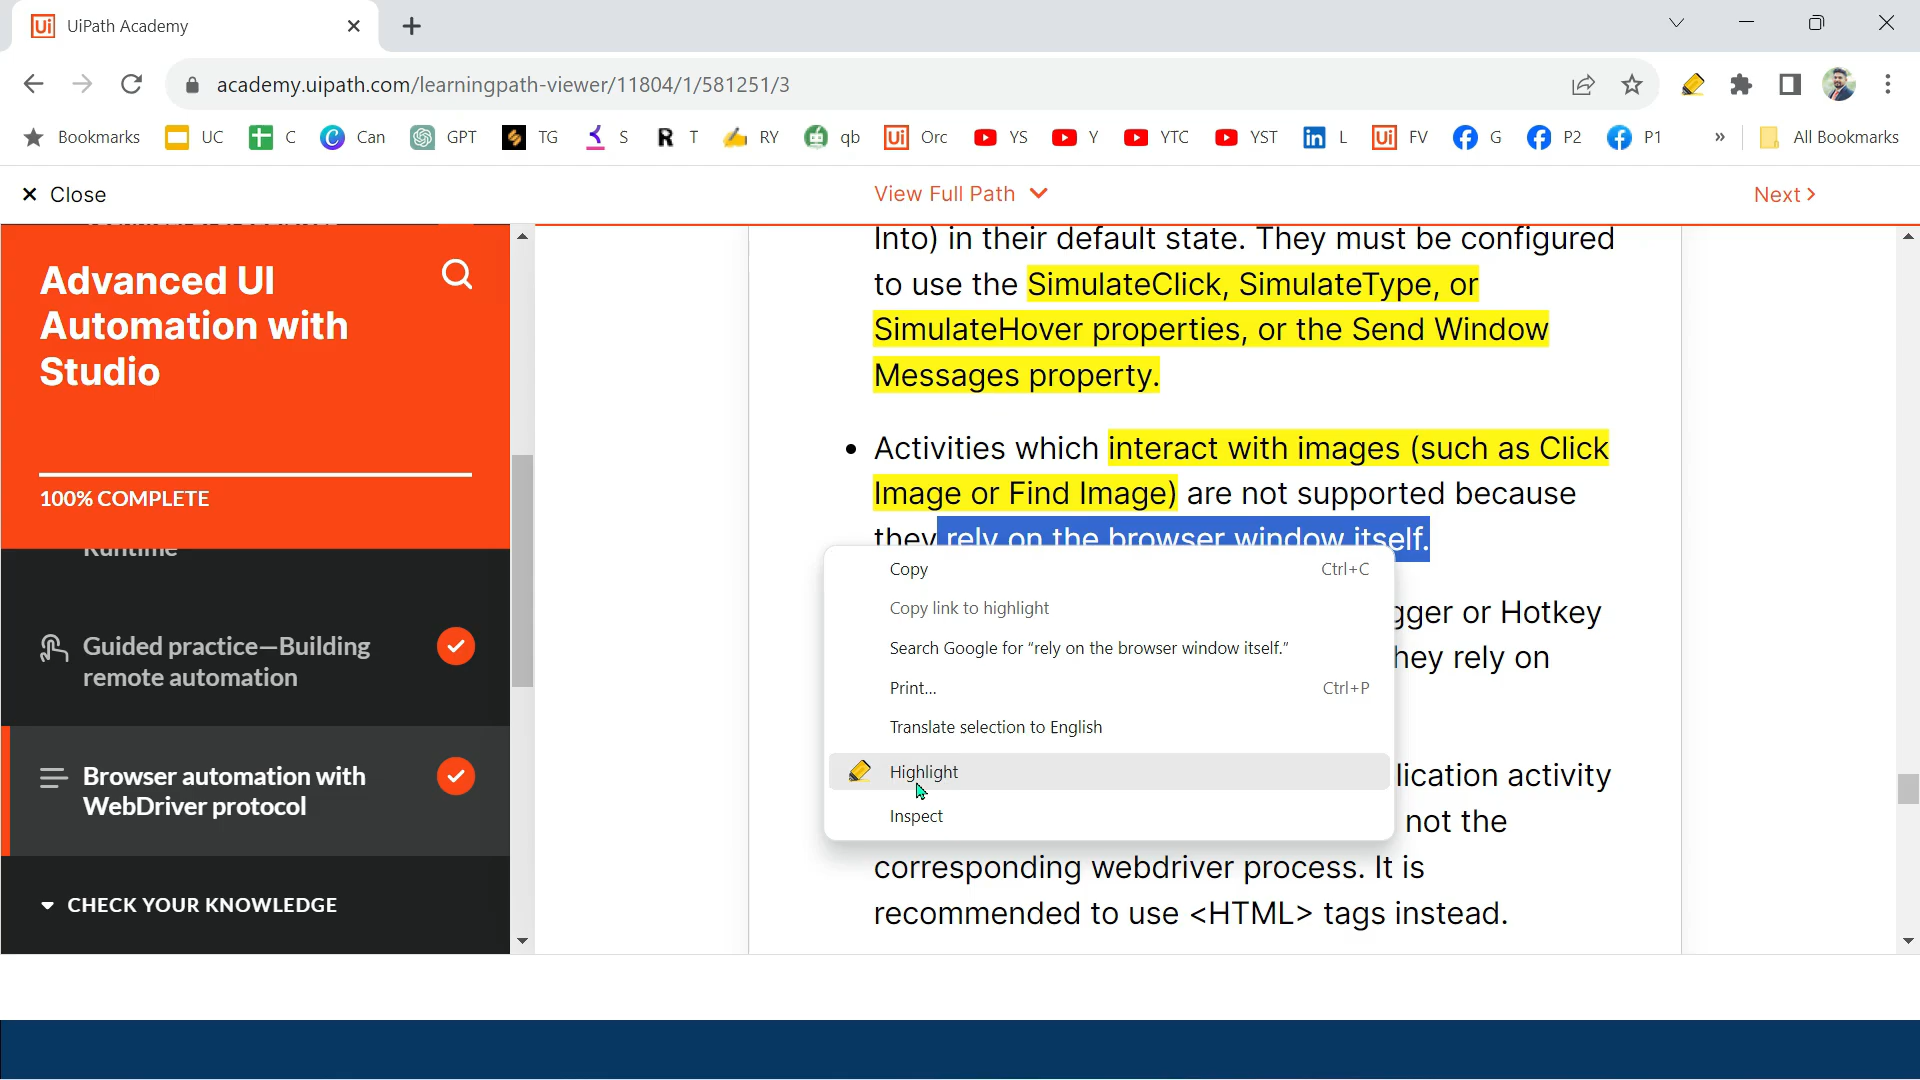 UiPath Academy
academy.uipath.com/learningpath-viewer/11804/1/581251/3
Bookmarks UC C Can GPT TG S T RY qb Orc YS Y YTC YST L FV G P2 P1 » All Bookmarks
Close
View Full Path
Next
Advanced UI
Automation with
Studio
100% COMPLETE
Runtime
Guided practice—Building
remote automation
Browser automation with
WebDriver protocol
CHECK YOUR KNOWLEDGE
Into) in their default state. They must be configured
to use the SimulateClick, SimulateType, or
SimulateHover properties, or the Send Window
Messages property.
• Activities which interact with images (such as Click
Image or Find Image) are not supported because
they rely on the browser window itself.
Copy Ctrl+C
Copy link to highlight
Search Google for “rely on the browser window itself.”
Print... Ctrl+P
Translate selection to English
Highlight
Inspect
gger or Hotkey
hey rely on
lication activity
not the
corresponding webdriver process. It is
recommended to use <HTML> tags instead.